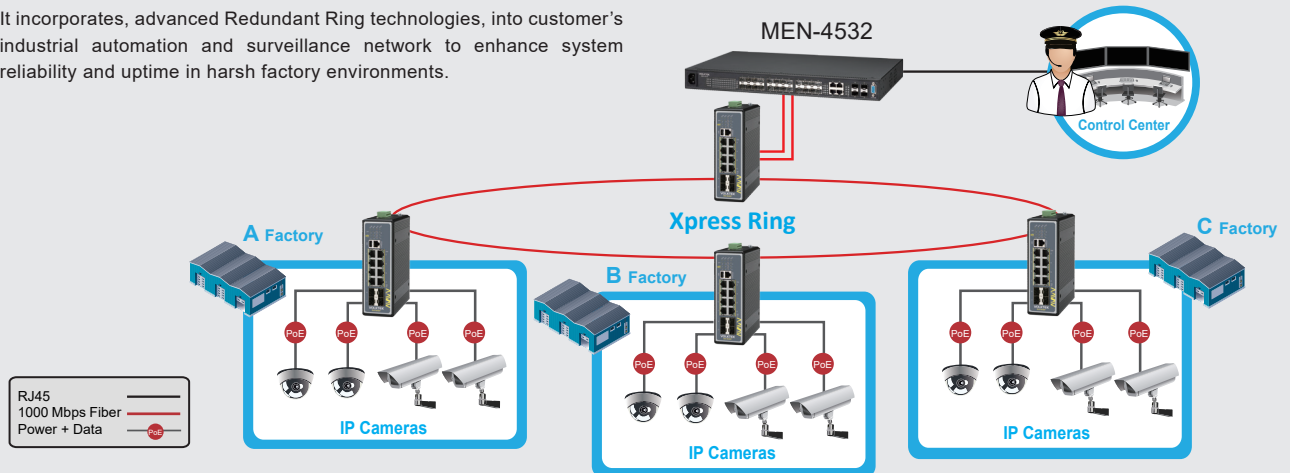 It incorporates, advanced Redundant Ring technologies, into customer’s
industrial automation and surveillance network to enhance system
reliability and uptime in harsh factory environments.
MEN-4532
Control Center
Xpress Ring
A Factory
B Factory
C Factory
PoE PoE PoE PoE
PoE PoE PoE PoE
PoE PoE PoE PoE
IP Cameras
IP Cameras
IP Cameras
RJ45
1000 Mbps Fiber
Power + Data PoE